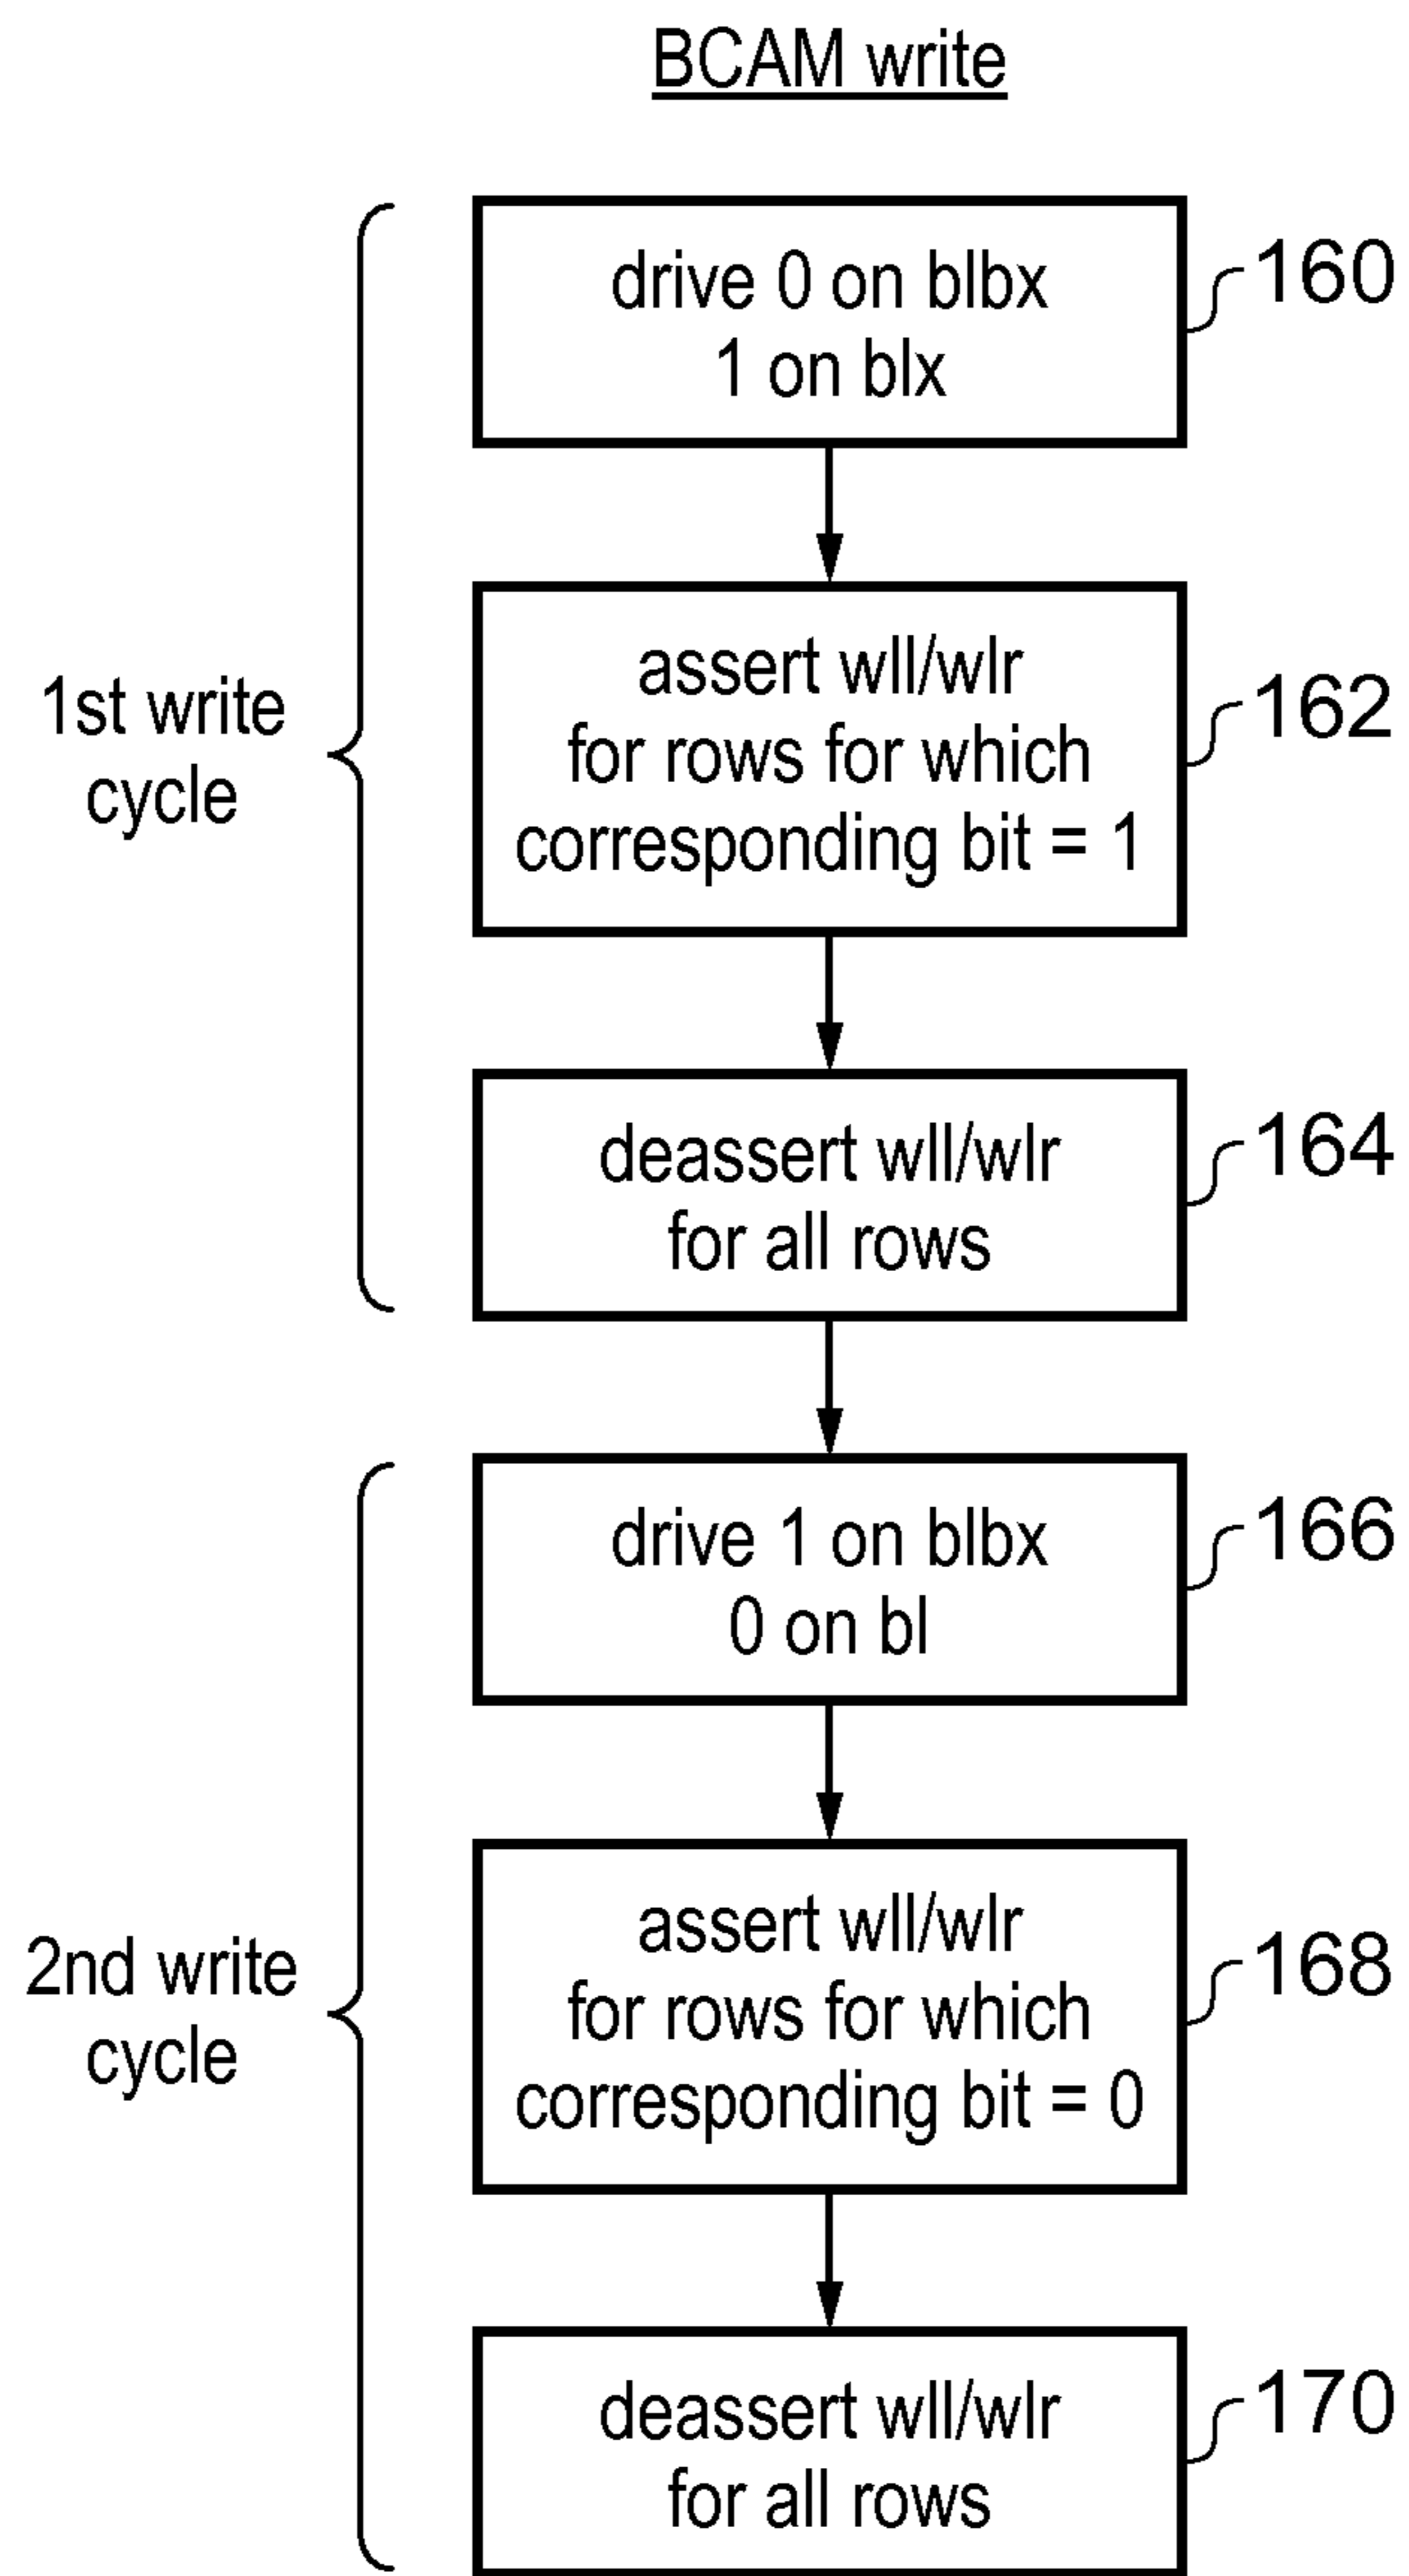 BCAM write
drive 0 on blbx
1 on blx
160
assert wll/wlr
for rows for which
corresponding bit = 1
162
1st write
cycle
deassert wll/wlr
for all rows
164
drive 1 on blbx
0 on bl
166
assert wll/wlr
for rows for which
corresponding bit = 0
168
2nd write
cycle
deassert wll/wlr
for all rows
170